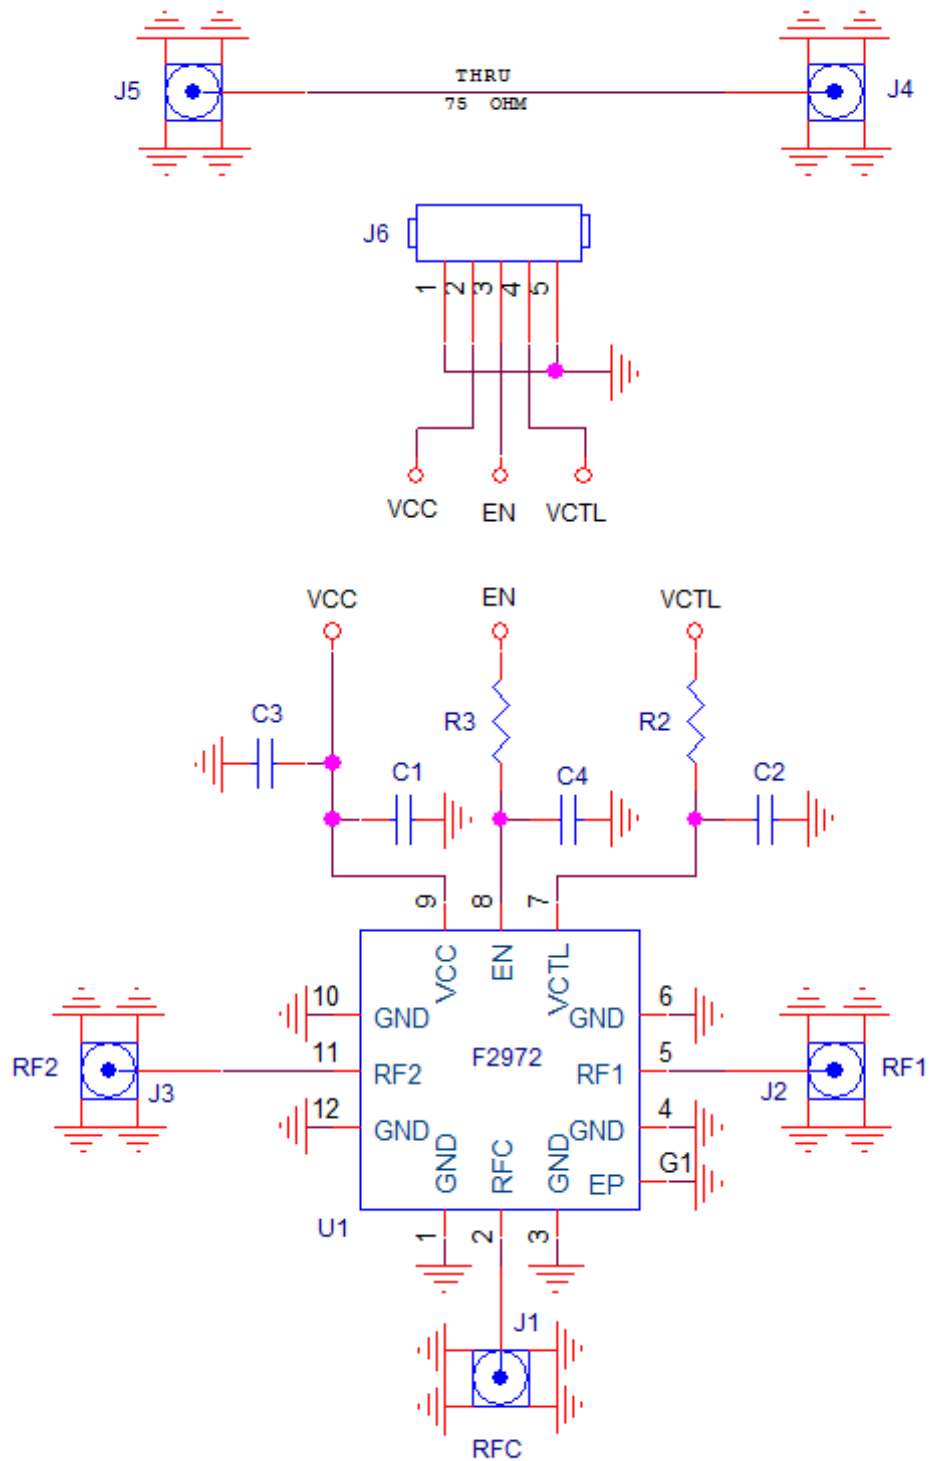 THRU
J5
J4
75 OHM
J6
1
2
3
4
5
VCC
EN
VCTL
VCC
EN
VCTL
C3
R3
R2
C1
C4
C2
9
8
7
VCC
EN
VCTL
10
GND
GND
6
RF2
J3
11
RF2
F2972
RF1
5
J2
RF1
12
GND
GND
4
GND
RFC
GND
EP
G1
U1
1
2
3
J1
RFC